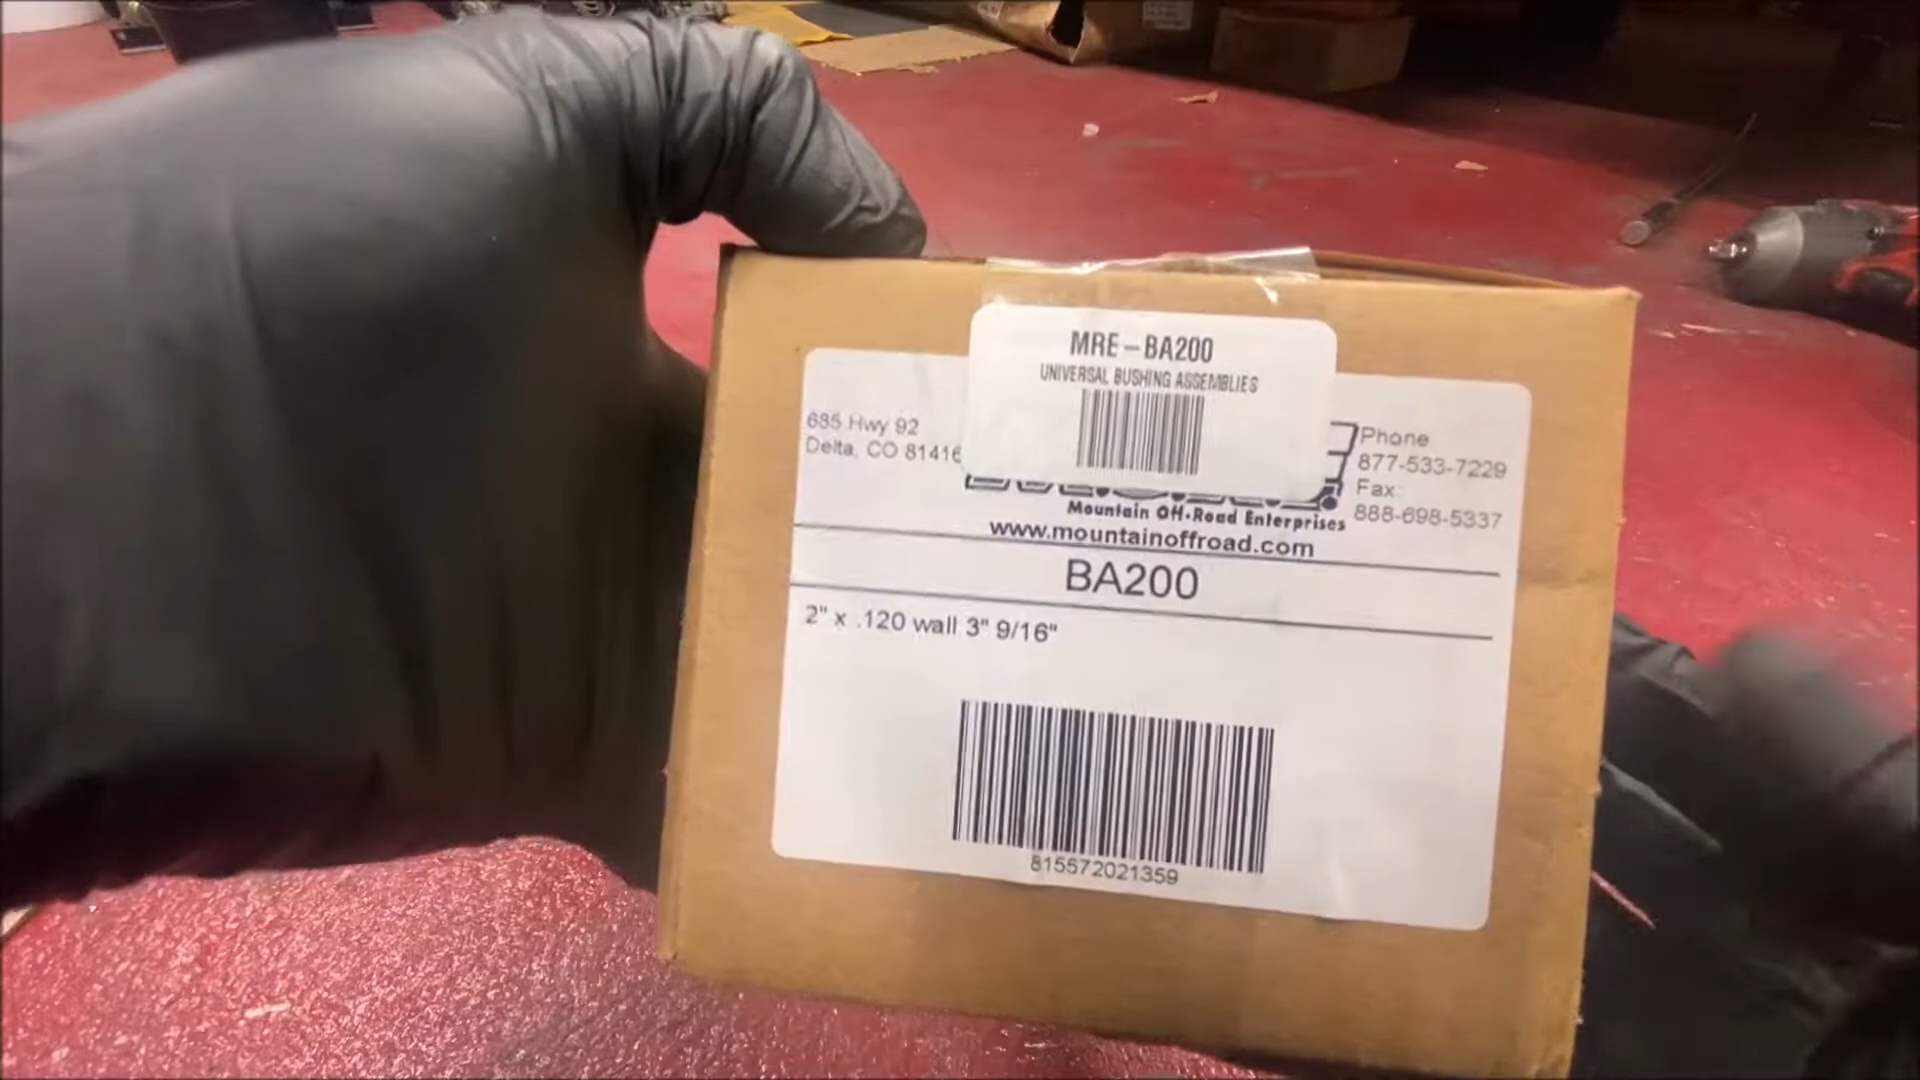 MRE-BA200
UNIVERSAL BUSHING ASSEMBLIES
685 Hwy 92
Delta, CO 81416
Phone
877-533-7229
Fax:
888-698-5337
Mountain Off-Road Enterprises
www.mountainoffroad.com
BA200
2" x .120 wall 3" 9/16"
815572021359